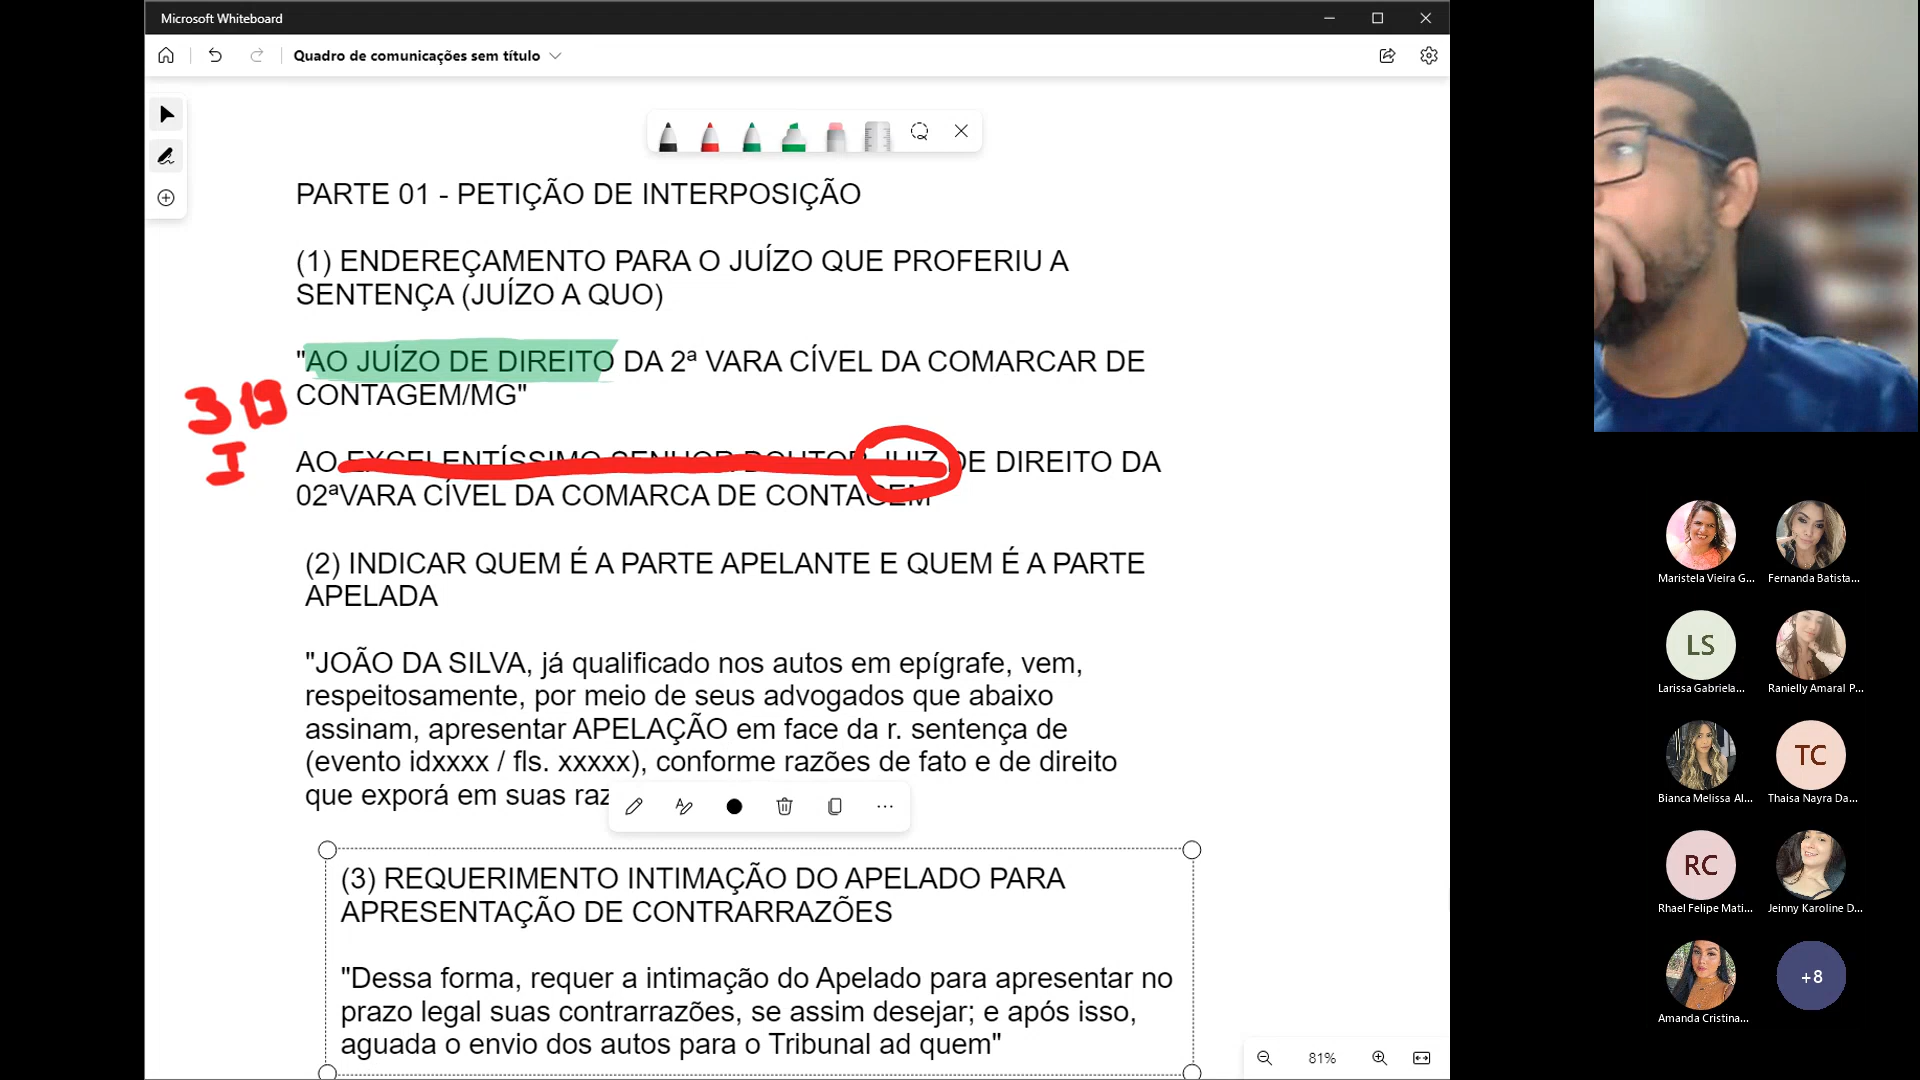 Microsoft Whiteboard
Quadro de comunicações sem título
PARTE 01 - PETIÇÃO DE INTERPOSIÇÃO
(1) ENDEREÇAMENTO PARA O JUÍZO QUE PROFERIU A
SENTENÇA (JUÍZO A QUO)
"AO JUÍZO DE DIREITO DA 2ª VARA CÍVEL DA COMARCAR DE
CONTAGEM/MG"
319
I
AO EXCELENTÍSSIMO SENHOR DOUTOR JUIZ DE DIREITO DA
02ªVARA CÍVEL DA COMARCA DE CONTAGEM
(2) INDICAR QUEM É A PARTE APELANTE E QUEM É A PARTE
APELADA
"JOÃO DA SILVA, já qualificado nos autos em epígrafe, vem,
respeitosamente, por meio de seus advogados que abaixo
assinam, apresentar APELAÇÃO em face da r. sentença de
(evento idxxxx / fls. xxxxx), conforme razões de fato e de direito
que exporá em suas raz
(3) REQUERIMENTO INTIMAÇÃO DO APELADO PARA
APRESENTAÇÃO DE CONTRARRAZÕES
"Dessa forma, requer a intimação do Apelado para apresentar no
prazo legal suas contrarrazões, se assim desejar; e após isso,
aguada o envio dos autos para o Tribunal ad quem"
81%
Maristela Vieira G...
Fernanda Batista...
LS
Larissa Gabriela...
Ranielly Amaral P...
Bianca Melissa Al...
TC
Thaisa Nayra Da...
RC
Rhael Felipe Mati...
Jeinny Karoline D...
Amanda Cristina...
+8